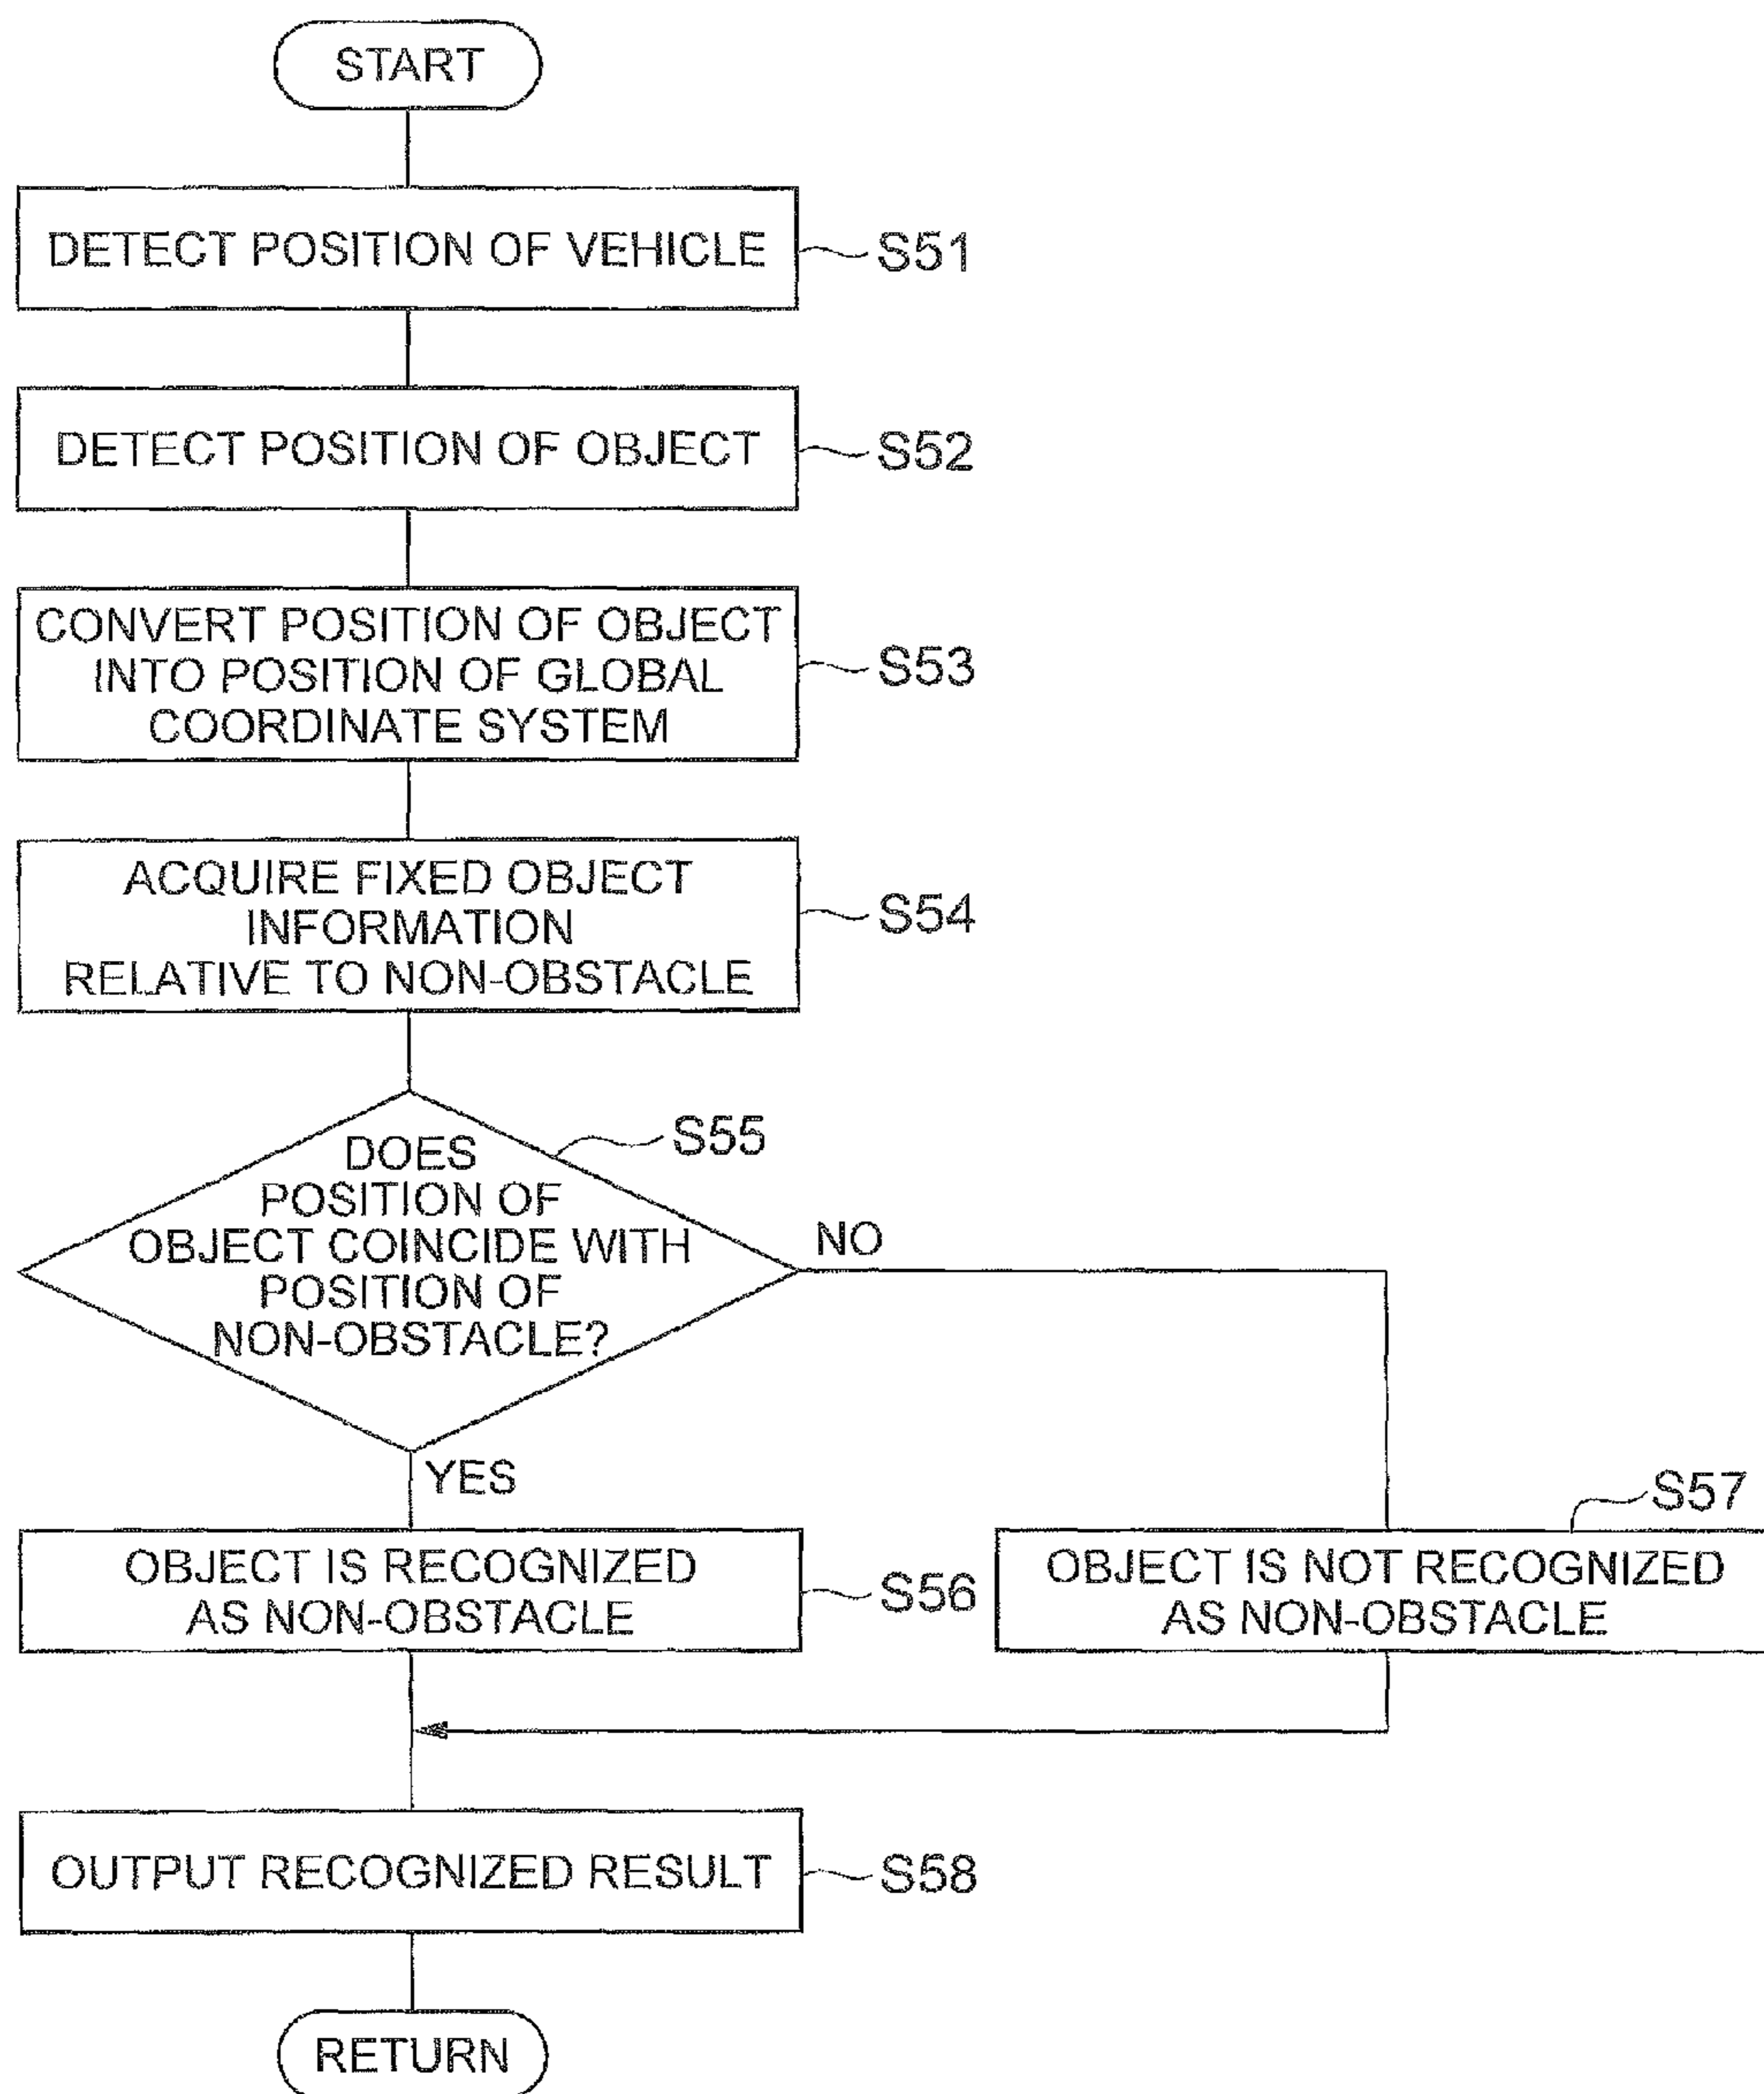 START
DETECT POSITION OF VEHICLE
S51
DETECT POSITION OF OBJECT
S52
CONVERT POSITION OF OBJECT
INTO POSITION OF GLOBAL
COORDINATE SYSTEM
S53
ACQUIRE FIXED OBJECT
INFORMATION
RELATIVE TO NON-OBSTACLE
S54
S55
DOES
POSITION OF
OBJECT COINCIDE WITH
POSITION OF
NON-OBSTACLE?
NO
YES
OBJECT IS RECOGNIZED
AS NON-OBSTACLE
S56
S57
OBJECT IS NOT RECOGNIZED
AS NON-OBSTACLE
OUTPUT RECOGNIZED RESULT
S58
RETURN